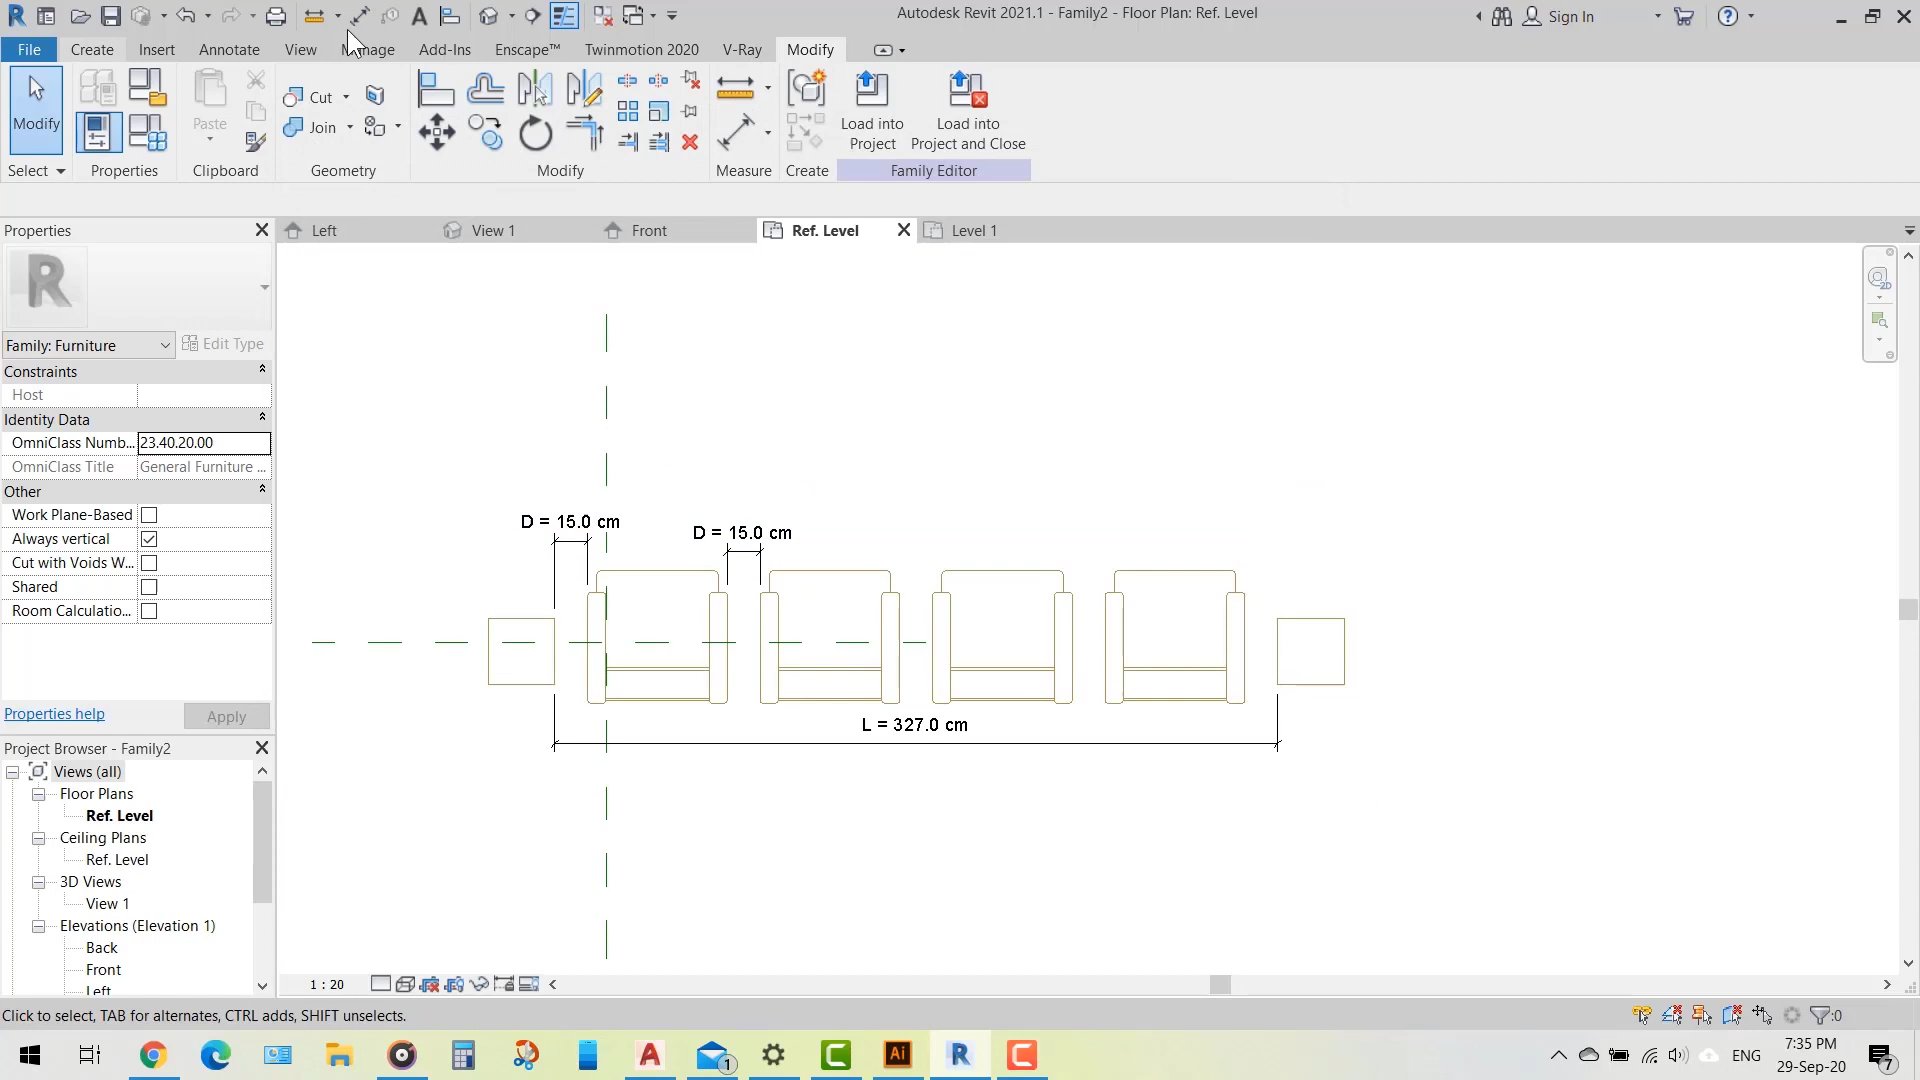 Autodesk Revit 2021.1 - Family2 - Floor Plan: Ref. Level
Sign In
File
Create
Insert
Annotate
View
Manage
Add-Ins
Enscape™
Twinmotion 2020
V-Ray
Modify
Modify
Paste
Cut
Join
Load into
Project
Load into
Project and Close
Select
Properties
Clipboard
Geometry
Modify
Measure
Create
Family Editor
Properties
Left
View 1
Front
Ref. Level
Level 1
Family: Furniture
Edit Type
Constraints
Host
Identity Data
OmniClass Numb... 23.40.20.00
OmniClass Title General Furniture ...
Other
Work Plane-Based
Always vertical
Cut with Voids W...
Shared
Room Calculatio...
Properties help
Apply
Project Browser - Family2
Views (all)
Floor Plans
Ref. Level
Ceiling Plans
Ref. Level
3D Views
View 1
Elevations (Elevation 1)
Back
Front
Left
D = 15.0 cm
D = 15.0 cm
L = 327.0 cm
1 : 20
Click to select, TAB for alternates, CTRL adds, SHIFT unselects.
:0
ENG
7:35 PM
29-Sep-20